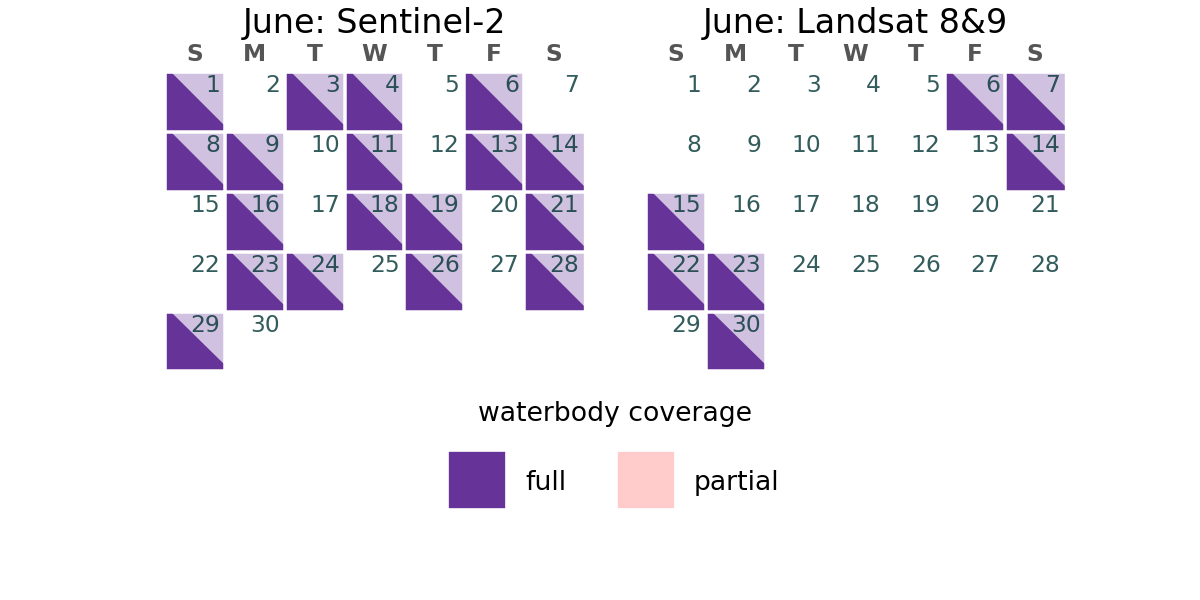 June: Sentinel-2
S M T W T F S
1 2 3 4 5 6 7
8 9 10 11 12 13 14
15 16 17 18 19 20 21
22 23 24 25 26 27 28
29 30
June: Landsat 8&9
S M T W T F S
1 2 3 4 5 6 7
8 9 10 11 12 13 14
15 16 17 18 19 20 21
22 23 24 25 26 27 28
29 30
waterbody coverage
full partial